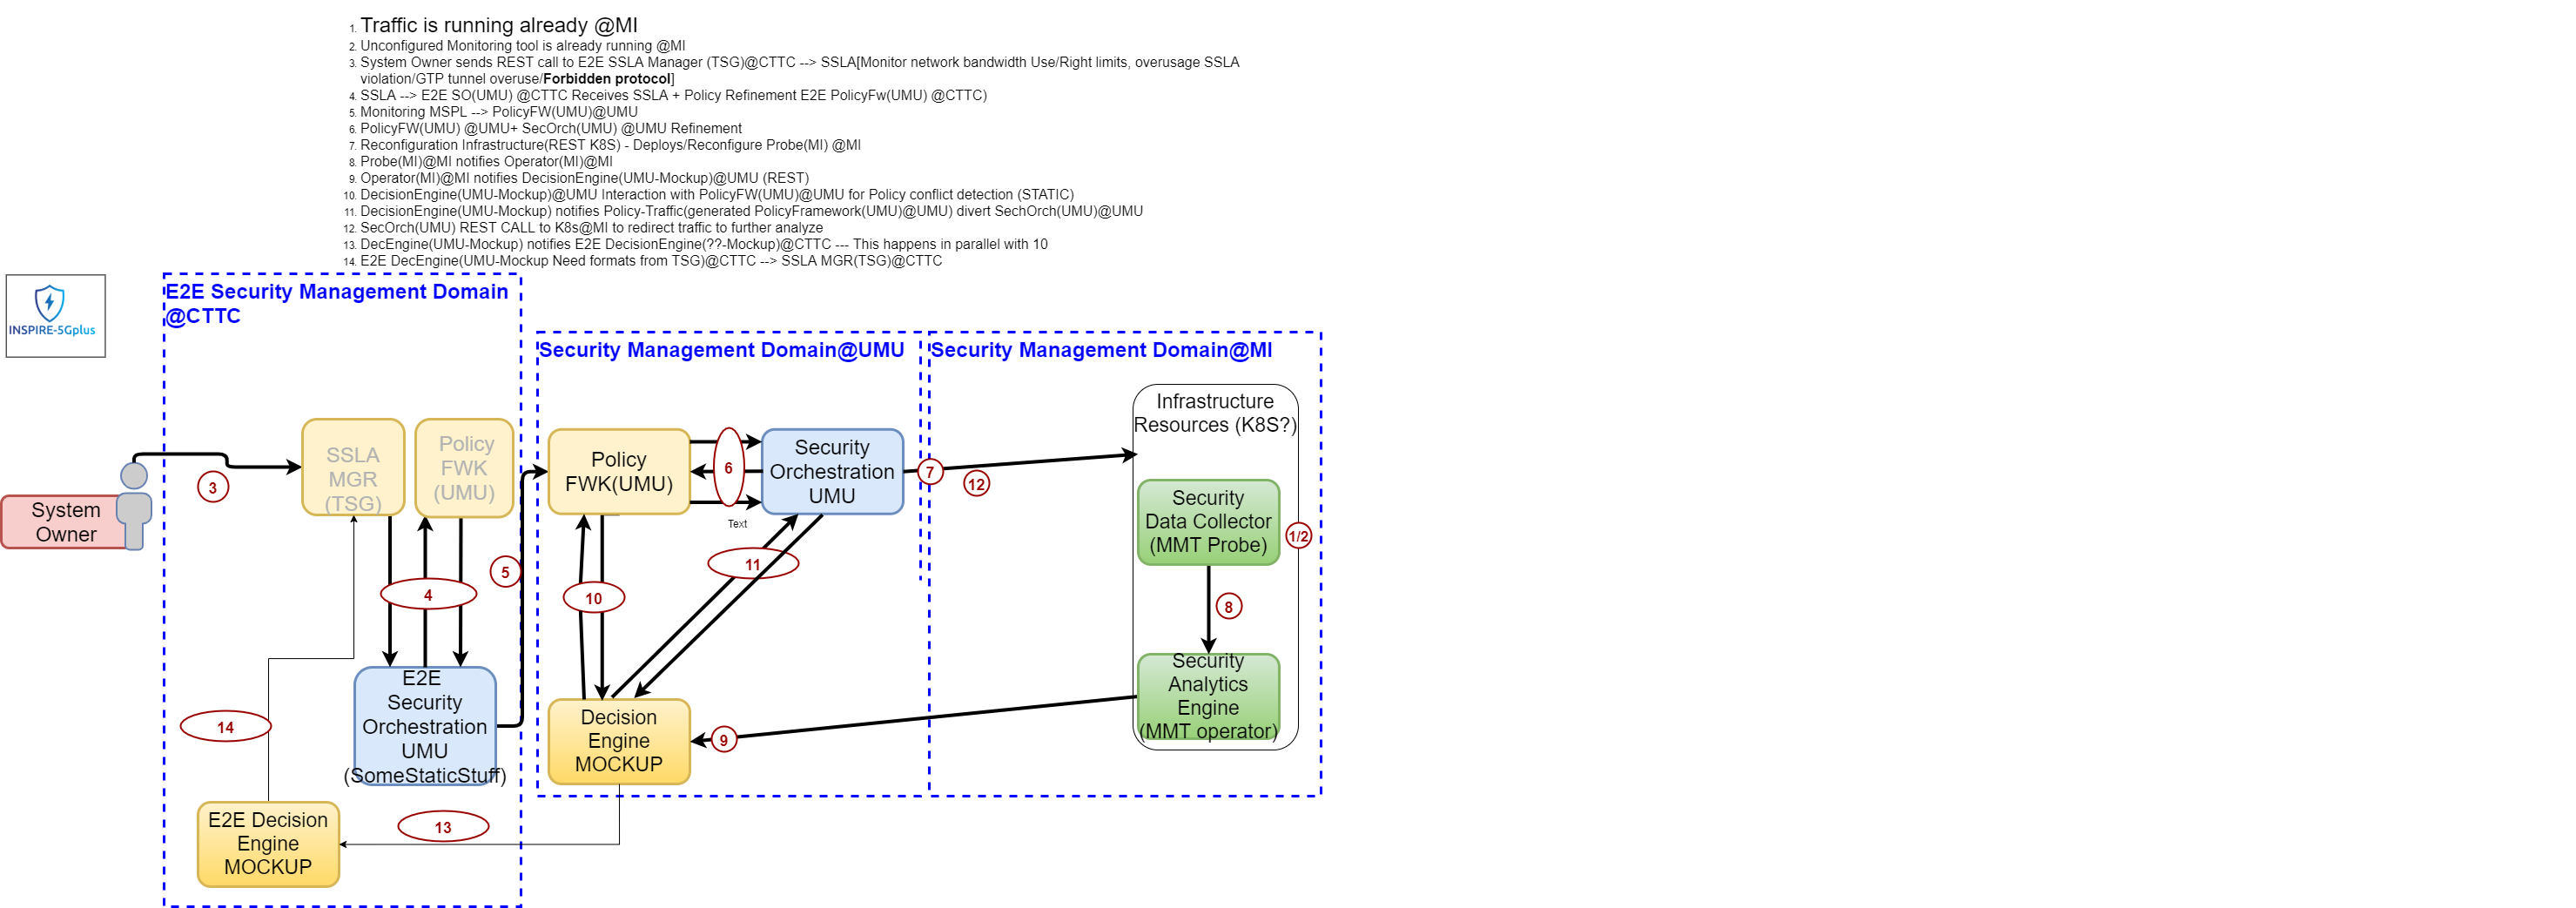 1. Traffic is running already @MI
2. Unconfigured Monitoring tool is already running @MI
3. System Owner sends REST call to E2E SSLA Manager (TSG)@CTTC --> SSLA[Monitor network bandwidth Use/Right limits, overusage SSLA
violation/GTP tunnel overuse/Forbidden protocol]
4. SSLA --> E2E SO(UMU) @CTTC Receives SSLA + Policy Refinement E2E PolicyFw(UMU) @CTTC)
5. Monitoring MSPL --> PolicyFW(UMU)@UMU
6. PolicyFW(UMU) @UMU+ SecOrch(UMU) @UMU Refinement
7. Reconfiguration Infrastructure(REST K8S) - Deploys/Reconfigure Probe(MI) @MI
8. Probe(MI)@MI notifies Operator(MI)@MI
9. Operator(MI)@MI notifies DecisionEngine(UMU-Mockup)@UMU (REST)
10. DecisionEngine(UMU-Mockup)@UMU Interaction with PolicyFW(UMU)@UMU for Policy conflict detection (STATIC)
11. DecisionEngine(UMU-Mockup) notifies Policy-Traffic(generated PolicyFramework(UMU)@UMU) divert SechOrch(UMU)@UMU
12. SecOrch(UMU) REST CALL to K8s@MI to redirect traffic to further analyze
13. DecEngine(UMU-Mockup) notifies E2E DecisionEngine(??-Mockup)@CTTC --- This happens in parallel with 10
14. E2E DecEngine(UMU-Mockup Need formats from TSG)@CTTC --> SSLA MGR(TSG)@CTTC
INSPIRE-5Gplus
E2E Security Management Domain
@CTTC
Security Management Domain@UMU
Security Management Domain@MI
System
Owner
3
SSLA
MGR
(TSG)
Policy
FWK
(UMU)
4
5
E2E
Security
Orchestration
UMU
(SomeStaticStuff)
14
E2E Decision
Engine
MOCKUP
13
Policy
FWK(UMU)
6
Text
Security
Orchestration
UMU
7
12
10
11
Decision
Engine
MOCKUP
9
Infrastructure
Resources (K8S?)
Security
Data Collector
(MMT Probe)
1/2
8
Security
Analytics
Engine
(MMT operator)